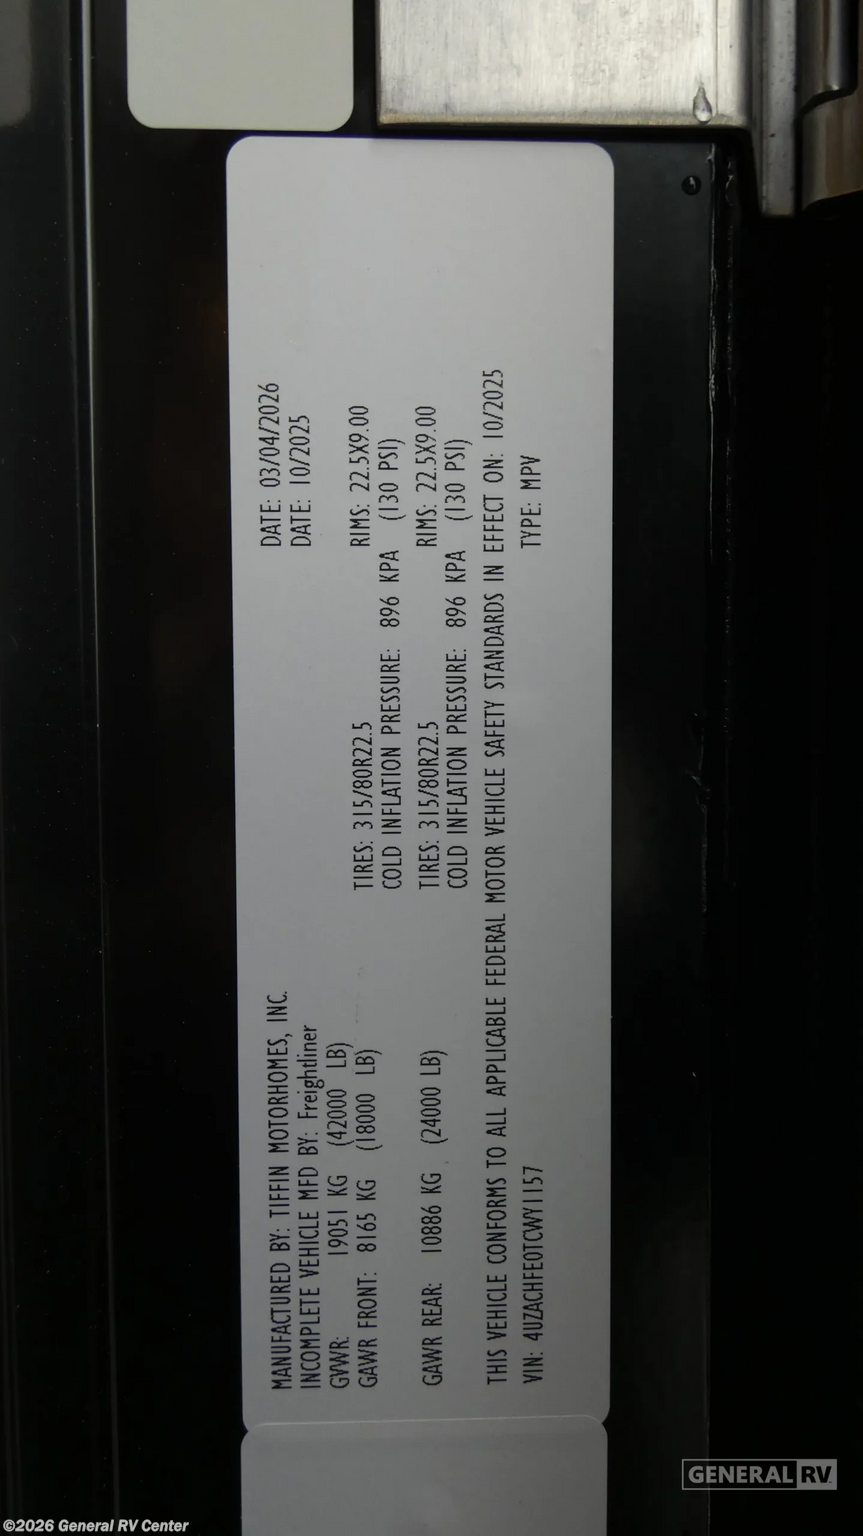 MANUFACTURED BY: TIFFIN MOTORHOMES, INC. DATE: 03/04/2026
INCOMPLETE VEHICLE MFD BY: Freightliner DATE: 10/2025
GVWR: 19051 KG (42000 LB)
GAWR FRONT: 8165 KG (18000 LB) TIRES: 315/80R22.5 RIMS: 22.5X9.00
COLD INFLATION PRESSURE: 896 KPA (130 PSI)
GAWR REAR: 10886 KG (24000 LB) TIRES: 315/80R22.5 RIMS: 22.5X9.00
COLD INFLATION PRESSURE: 896 KPA (130 PSI)
THIS VEHICLE CONFORMS TO ALL APPLICABLE FEDERAL MOTOR VEHICLE SAFETY STANDARDS IN EFFECT ON: 10/2025
VIN: 4UZACHFE0TCWY1157 TYPE: MPV
GENERAL RV
©2026 General RV Center